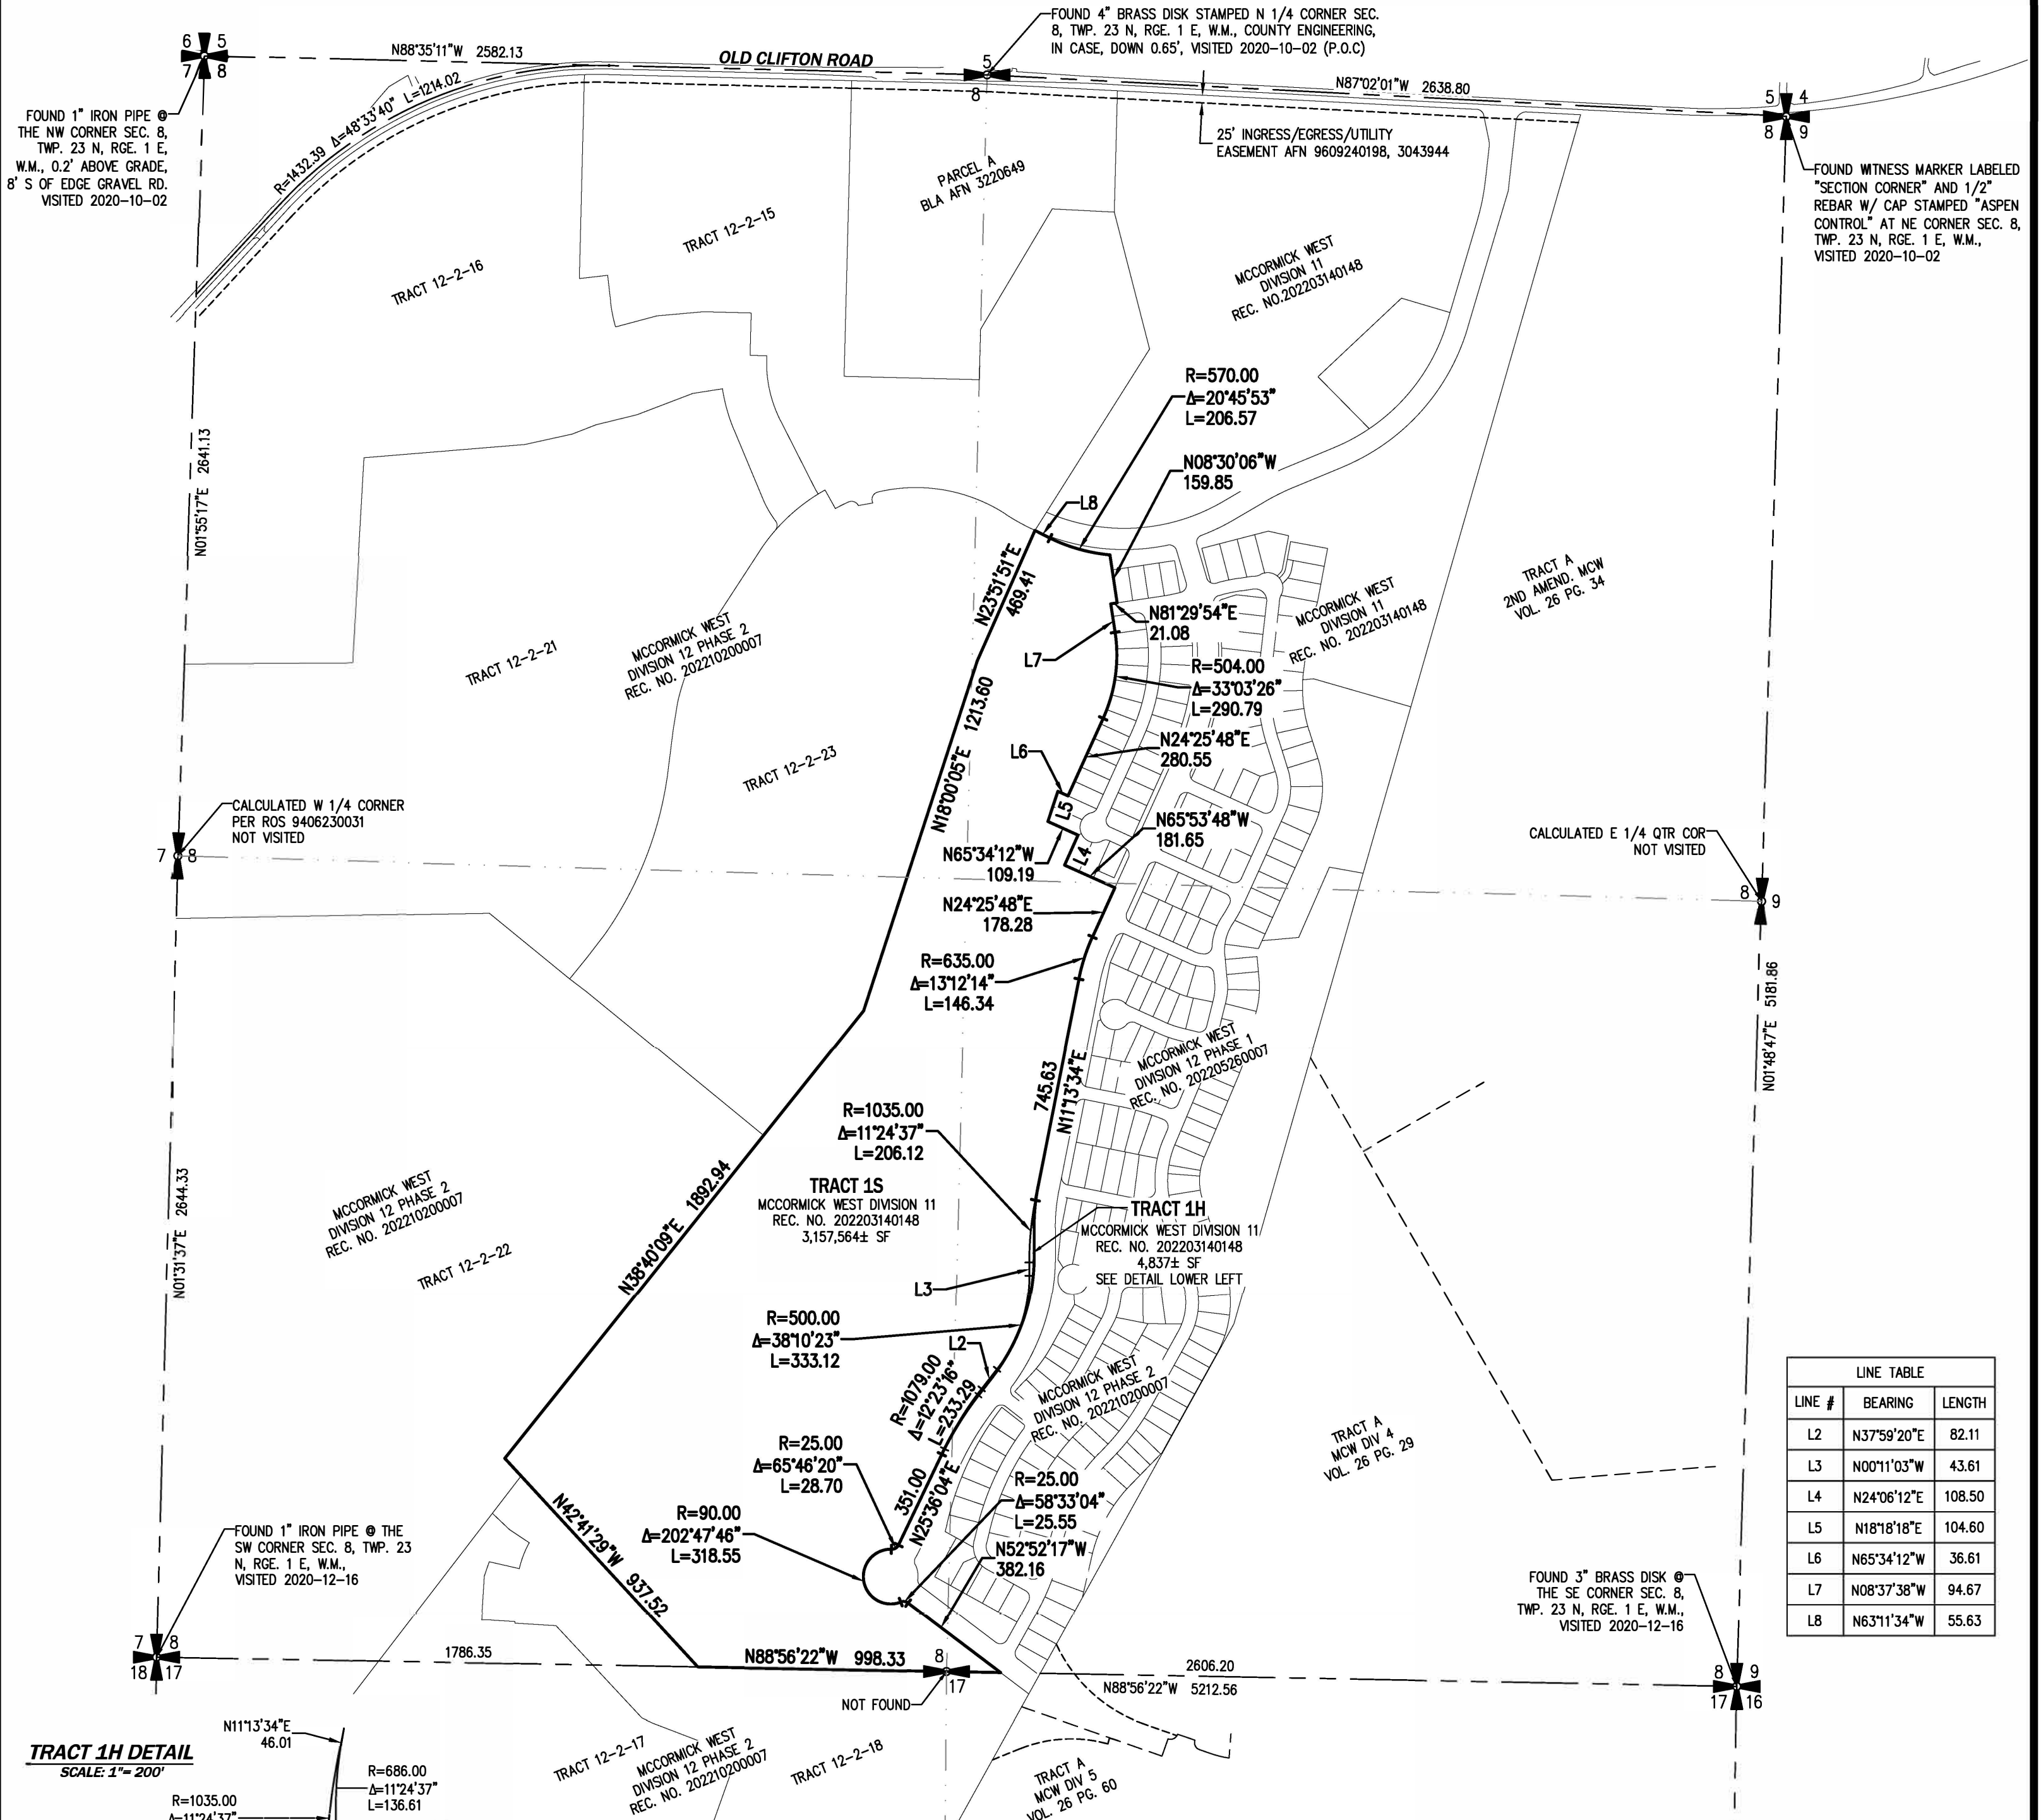 FOUND 4" BRASS DISK STAMPED N 1/4 CORNER SEC.
8, TWP. 23 N, RGE. 1 E, W.M., COUNTY ENGINEERING,
IN CASE, DOWN 0.65', VISITED 2020-10-02 (P.O.C)
6 5
7 8
N88°35'11"W 2582.13
OLD CLIFTON ROAD
5
8
N87°02'01"W 2638.80
5 4
8 9
FOUND 1" IRON PIPE @
THE NW CORNER SEC. 8,
TWP. 23 N, RGE. 1 E,
W.M., 0.2' ABOVE GRADE,
8' S OF EDGE GRAVEL RD.
VISITED 2020-10-02
R=1432.39 Δ=48°33'40" L=1214.02
25' INGRESS/EGRESS/UTILITY
EASEMENT AFN 9609240198, 3043944
FOUND WITNESS MARKER LABELED
"SECTION CORNER" AND 1/2"
REBAR W/ CAP STAMPED "ASPEN
CONTROL" AT NE CORNER SEC. 8,
TWP. 23 N, RGE. 1 E, W.M.,
VISITED 2020-10-02
PARCEL A
BLA AFN 3220649
TRACT 12-2-15
TRACT 12-2-16
MCCORMICK WEST
DIVISION 11
REC. NO.202203140148
R=570.00
Δ=20°45'53"
L=206.57
N08°30'06"W
159.85
N01°55'17"E 2641.13
L8
N23°51'51"E
469.41
N81°29'54"E
21.08
MCCORMICK WEST
DIVISION 11
REC. NO. 202203140148
TRACT A
2ND AMEND. MCW
VOL. 26 PG. 34
TRACT 12-2-21
MCCORMICK WEST
DIVISION 12 PHASE 2
REC. NO. 202210200007
L7
R=504.00
Δ=33°03'26"
L=290.79
N18°00'05"E 1213.60
L6
N24°25'48"E
280.55
TRACT 12-2-23
L5
CALCULATED W 1/4 CORNER
PER ROS 9406230031
NOT VISITED
7 8
N65°53'48"W
181.65
N65°34'12"W
109.19
L4
CALCULATED E 1/4 QTR COR
NOT VISITED
8 9
N24°25'48"E
178.28
R=635.00
Δ=13°12'14"
L=146.34
N01°48'47"E 5181.86
MCCORMICK WEST
DIVISION 12 PHASE 1
REC. NO. 202205260007
745.63
N11°13'34"E
R=1035.00
Δ=11°24'37"
L=206.12
N38°40'09"E 1892.94
TRACT 1S
MCCORMICK WEST DIVISION 11
REC. NO. 202203140148
3,157,564± SF
TRACT 1H
MCCORMICK WEST DIVISION 11
REC. NO. 202203140148
4,837± SF
SEE DETAIL LOWER LEFT
N01°31'37"E 2644.33
MCCORMICK WEST
DIVISION 12 PHASE 2
REC. NO. 202210200007
TRACT 12-2-22
L3
R=500.00
Δ=38°10'23"
L=333.12
L2
R=1079.00
Δ=12°23'16"
L=233.29
MCCORMICK WEST
DIVISION 12 PHASE 2
REC. NO. 202210200007
TRACT A
MCW DIV 4
VOL. 26 PG. 29
LINE TABLE
LINE # BEARING LENGTH
L2 N37°59'20"E 82.11
L3 N00°11'03"W 43.61
L4 N24°06'12"E 108.50
L5 N18°18'18"E 104.60
L6 N65°34'12"W 36.61
L7 N08°37'38"W 94.67
L8 N63°11'34"W 55.63
R=25.00
Δ=65°46'20"
L=28.70
351.00
N25°36'04"E
R=25.00
Δ=58°33'04"
L=25.55
R=90.00
Δ=202°47'46"
L=318.55
N52°52'17"W
382.16
N42°41'29"W 937.52
FOUND 1" IRON PIPE @ THE
SW CORNER SEC. 8, TWP. 23
N, RGE. 1 E, W.M.,
VISITED 2020-12-16
FOUND 3" BRASS DISK @
THE SE CORNER SEC. 8,
TWP. 23 N, RGE. 1 E, W.M.,
VISITED 2020-12-16
7 8
18 17
1786.35
N88°56'22"W 998.33
8
17
NOT FOUND
2606.20
N88°56'22"W 5212.56
8 9
17 16
TRACT 1H DETAIL
SCALE: 1"= 200'
N11°13'34"E
46.01
R=686.00
Δ=11°24'37"
L=136.61
R=1035.00
Δ=11°24'37"
TRACT 12-2-17
MCCORMICK WEST
DIVISION 12 PHASE 2
REC. NO. 202210200007
TRACT 12-2-18
TRACT A
MCW DIV 5
VOL. 26 PG. 60